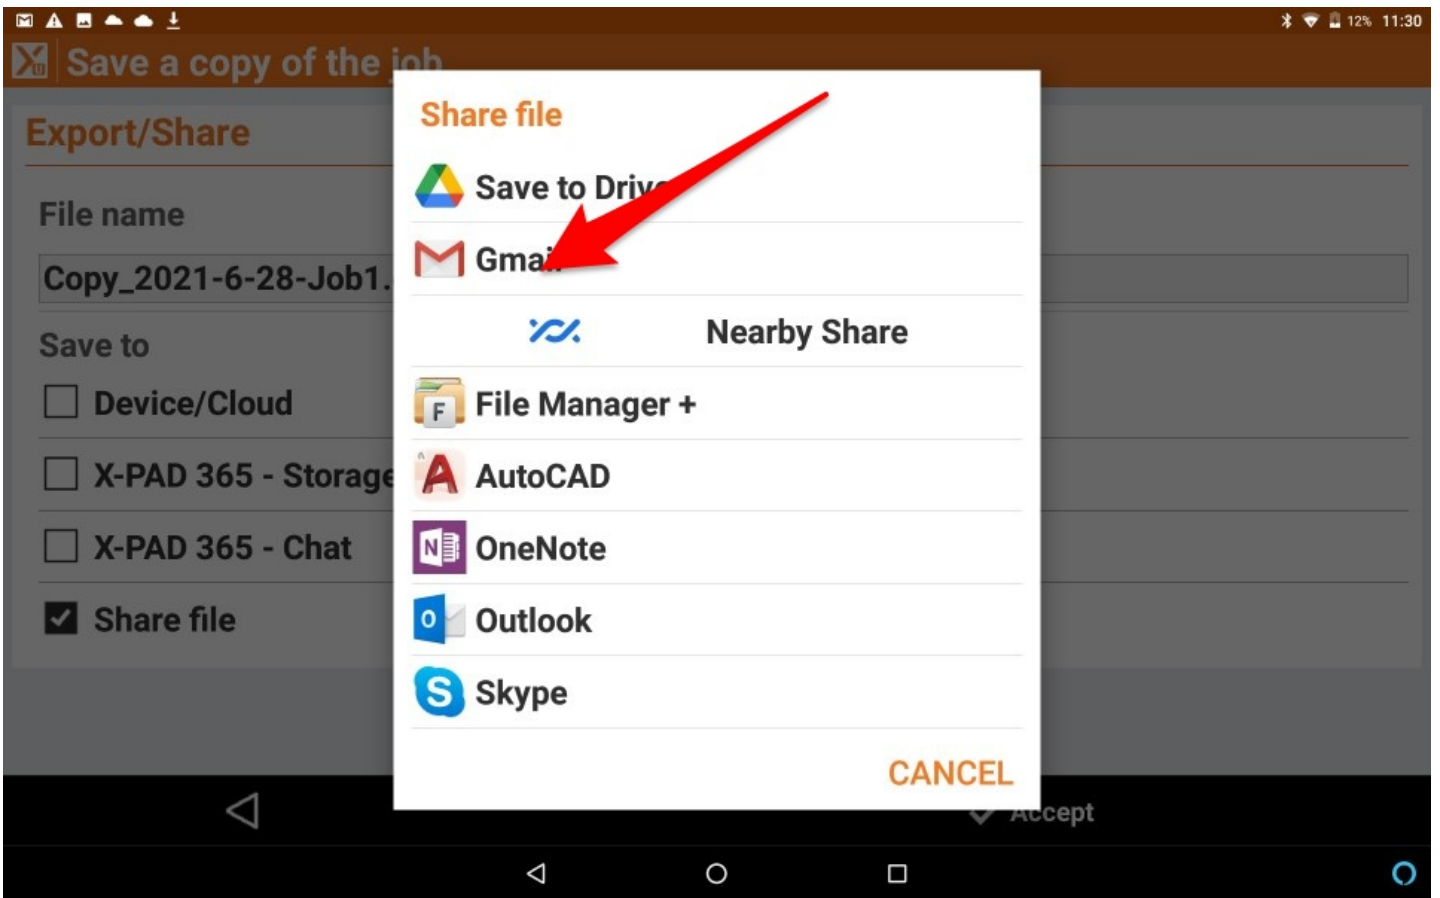 12% 11:30
Save a copy of the job
Export/Share
File name
Copy_2021-6-28-Job1.
Save to
Device/Cloud
X-PAD 365 - Storage
X-PAD 365 - Chat
Share file
Share file
Save to Drive
Gmail
Nearby Share
F
File Manager +
A
AutoCAD
N
OneNote
O
Outlook
S
Skype
CANCEL
Accept